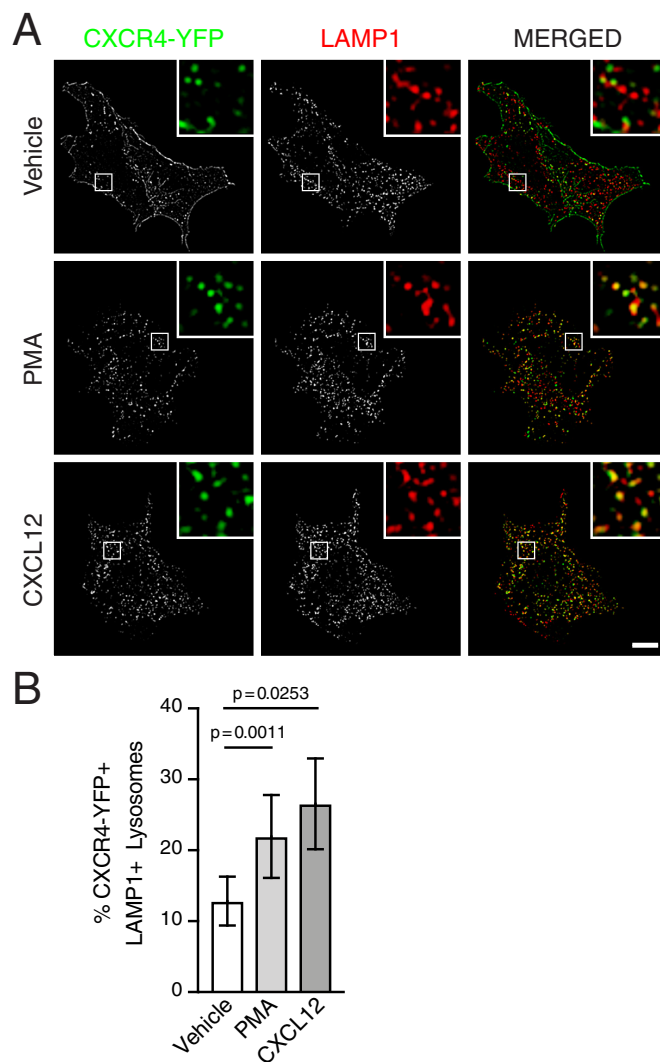 A
CXCR4-YFP LAMP1 MERGED
Vehicle
PMA
CXCL12
B
40
30
20
10
0
% CXCR4-YFP+
LAMP1+ Lysosomes
p=0.0253
p=0.0011
Vehicle
PMA
CXCL12